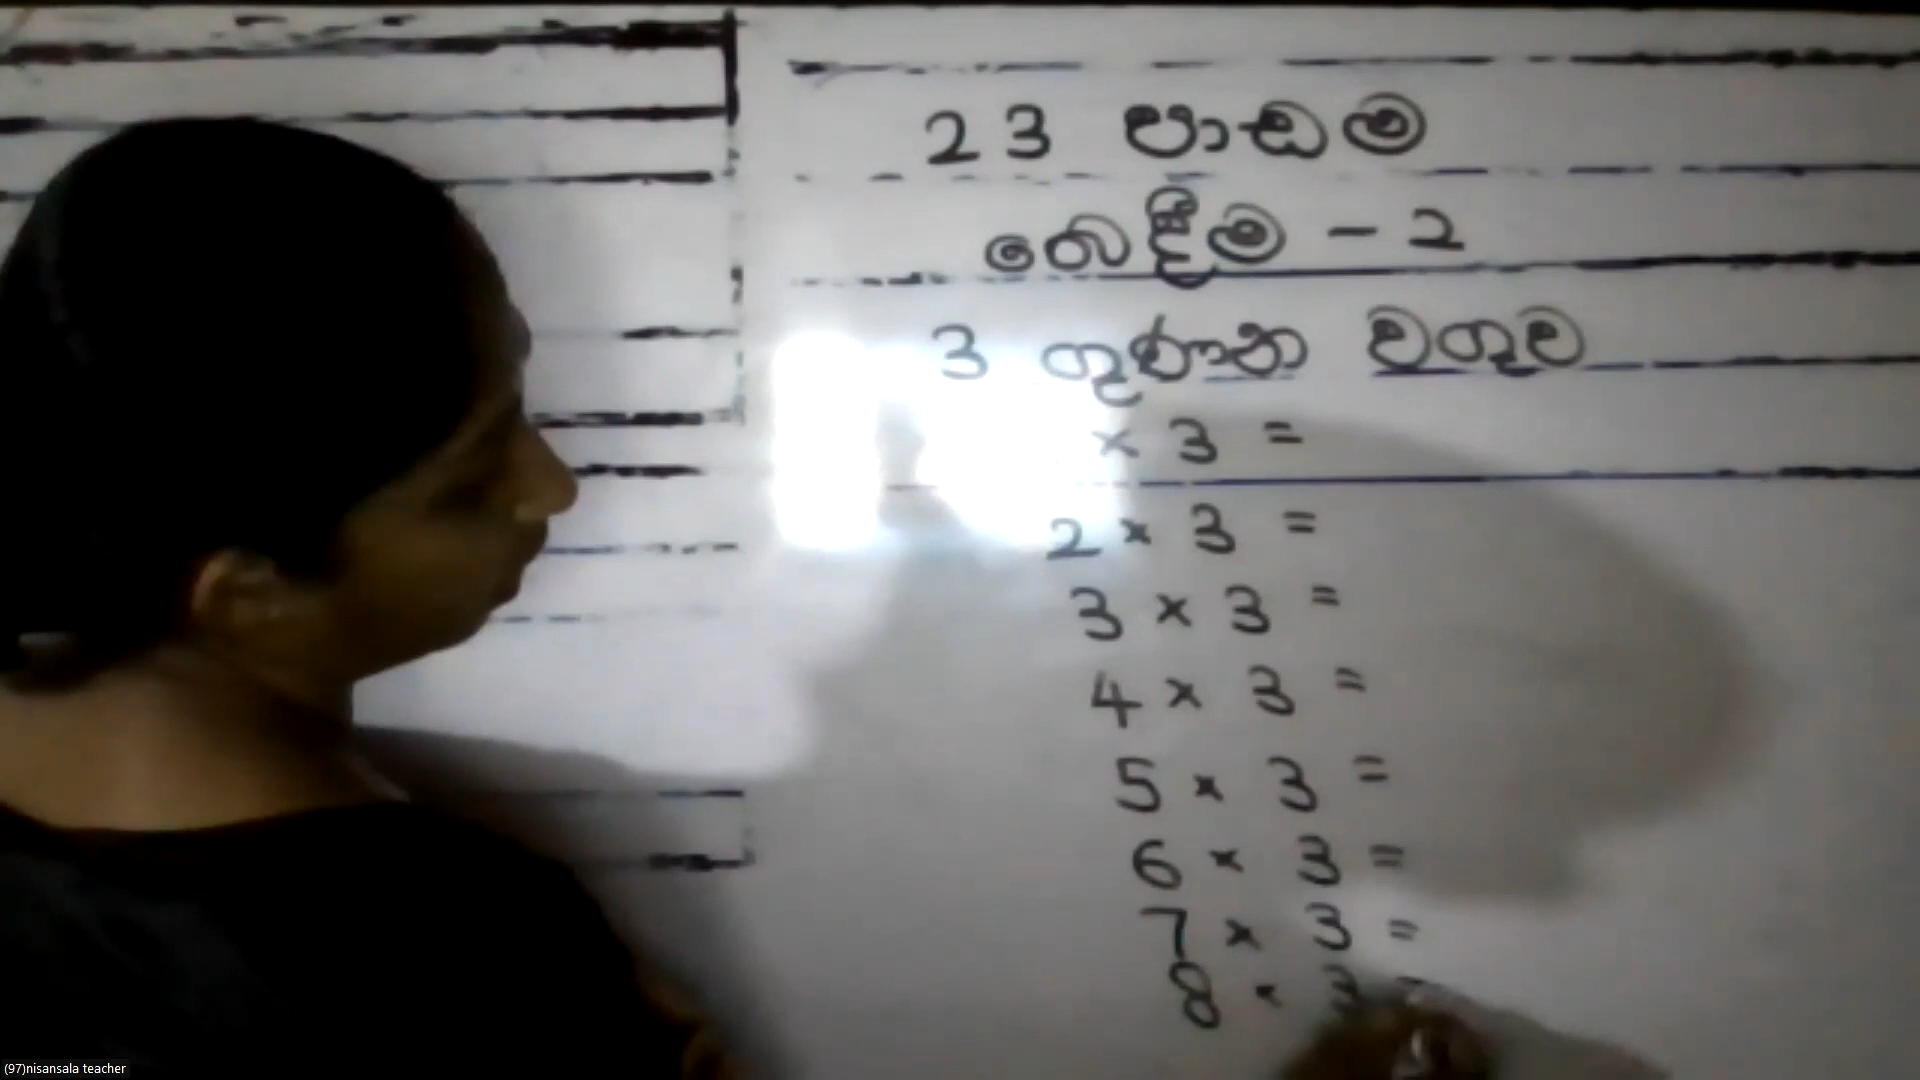 23 පාඩම
බෙදීම - 2
3 ගුණන වගුව
× 3 =
2 × 3 =
3 × 3 =
4 × 3 =
5 × 3 =
6 × 3 =
7 × 3 =
8 × 3
(97)nisansala teacher